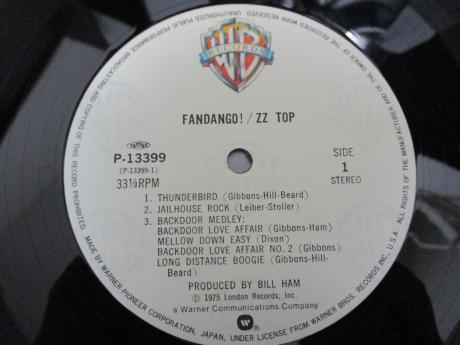 UNAUTHORIZED PUBLIC PERFORMANCE, BROADCASTING AND COPYING OF THIS RECORD PROHIBITED.
WB
RECORDS
FANDANGO! / ZZ TOP
P-13399
(P-13399-1)
33⅓RPM
SIDE
1
STEREO
1. THUNDERBIRD (Gibbons-Hill-Beard)
2. JAILHOUSE ROCK (Leiber-Stoller)
3. BACKDOOR MEDLEY:
BACKDOOR LOVE AFFAIR (Gibbons-Ham)
MELLOW DOWN EASY (Dixon)
BACKDOOR LOVE AFFAIR NO. 2 (Gibbons)
LONG DISTANCE BOOGIE (Gibbons-Hill-
Beard)
PRODUCED BY BILL HAM
℗ 1975 London Records, Inc.
a Warner Communications Company
MADE BY WARNER-PIONEER CORPORATION, JAPAN, UNDER LICENSE FROM WARNER BROS. RECORDS INC., U.S.A. ALL RIGHTS OF THE MANUFACTURER AND OF THE OWNER OF THE RECORDED WORK RESERVED.